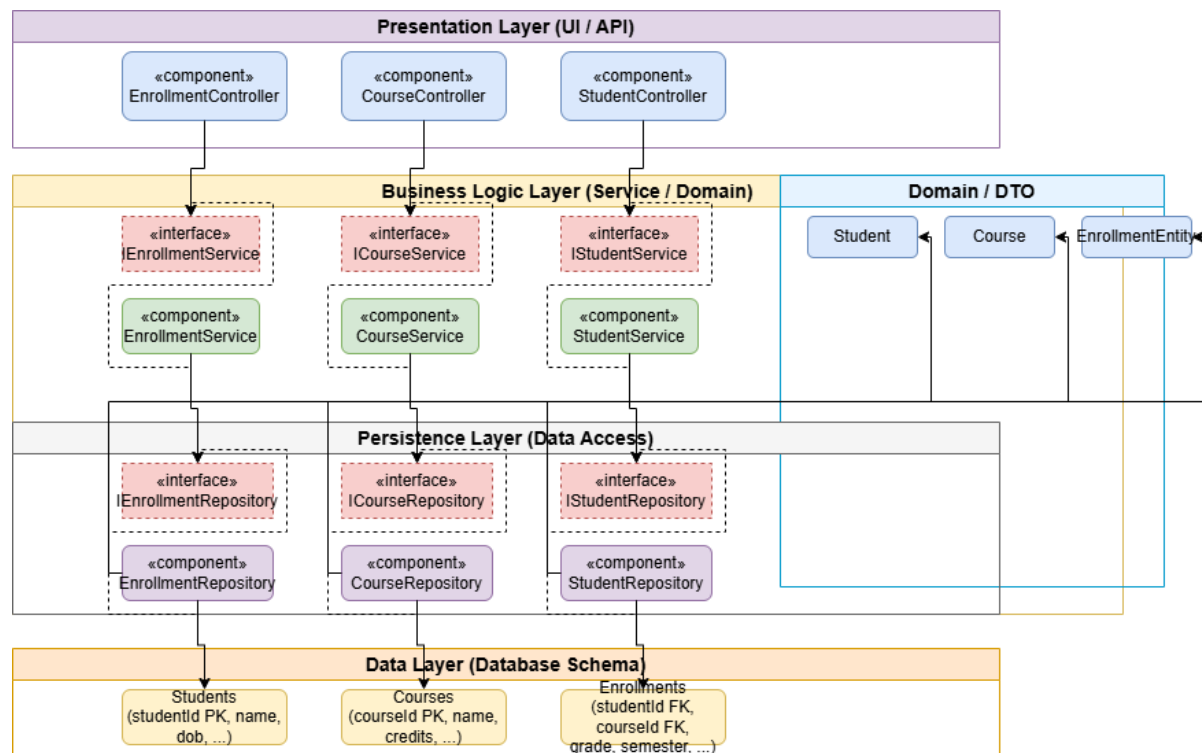 Presentation Layer (UI / API)
«component»
EnrollmentController
«component»
CourseController
«component»
StudentController
Business Logic Layer (Service / Domain)
Domain / DTO
«interface»
IEnrollmentService
«interface»
ICourseService
«interface»
IStudentService
Student
Course
EnrollmentEntity
«component»
EnrollmentService
«component»
CourseService
«component»
StudentService
Persistence Layer (Data Access)
«interface»
IEnrollmentRepository
«interface»
ICourseRepository
«interface»
IStudentRepository
«component»
EnrollmentRepository
«component»
CourseRepository
«component»
StudentRepository
Data Layer (Database Schema)
Students
(studentId PK, name,
dob, ...)
Courses
(courseId PK, name,
credits, ...)
Enrollments
(studentId FK,
courseId FK,
grade, semester, ...)